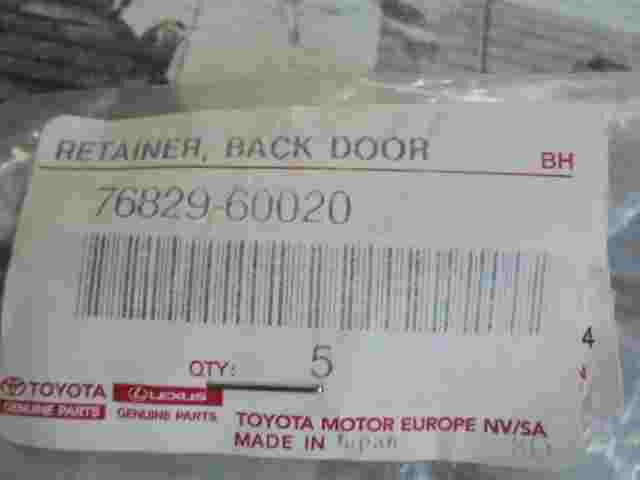 RETAINER, BACK DOOR
BH
76829-60020
4
QTY: 5
TOYOTA LEXUS
GENUINE PARTS GENUINE PARTS
TOYOTA MOTOR EUROPE NV/SA
MADE IN Japan